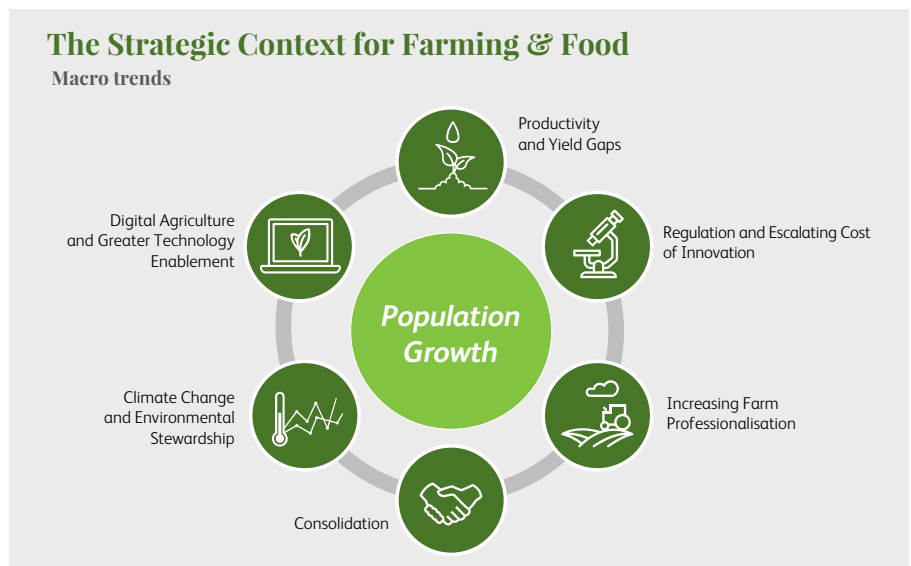 The Strategic Context for Farming & Food
Macro trends
Productivity
and Yield Gaps
Regulation and Escalating Cost
of Innovation
Increasing Farm
Professionalisation
Consolidation
Climate Change
and Environmental
Stewardship
Digital Agriculture
and Greater Technology
Enablement
Population
Growth